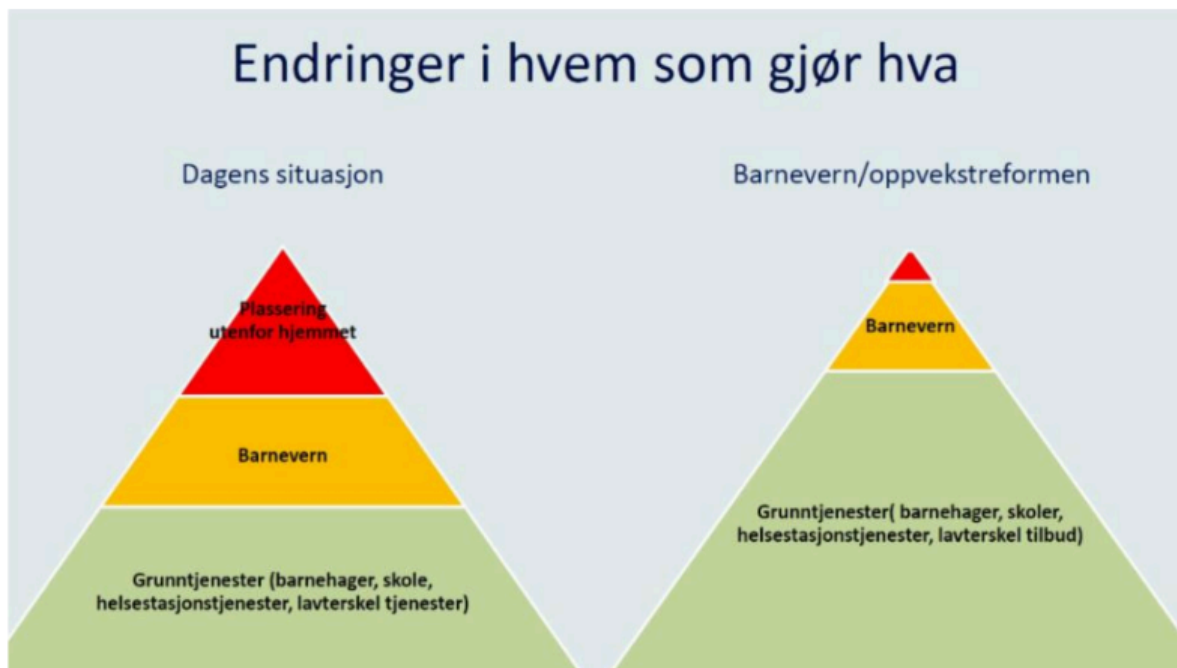 Endringer i hvem som gjør hva
Dagens situasjon
Plassering
utenfor hjemmet
Barnevern
Grunntjenester (barnehager, skole,
helsestasjonstjenester, lavterskel tjenester)
Barnevern/oppvekstreformen
Barnevern
Grunntjenester( barnehager, skoler,
helsestasjonstjenester, lavterskel tilbud)